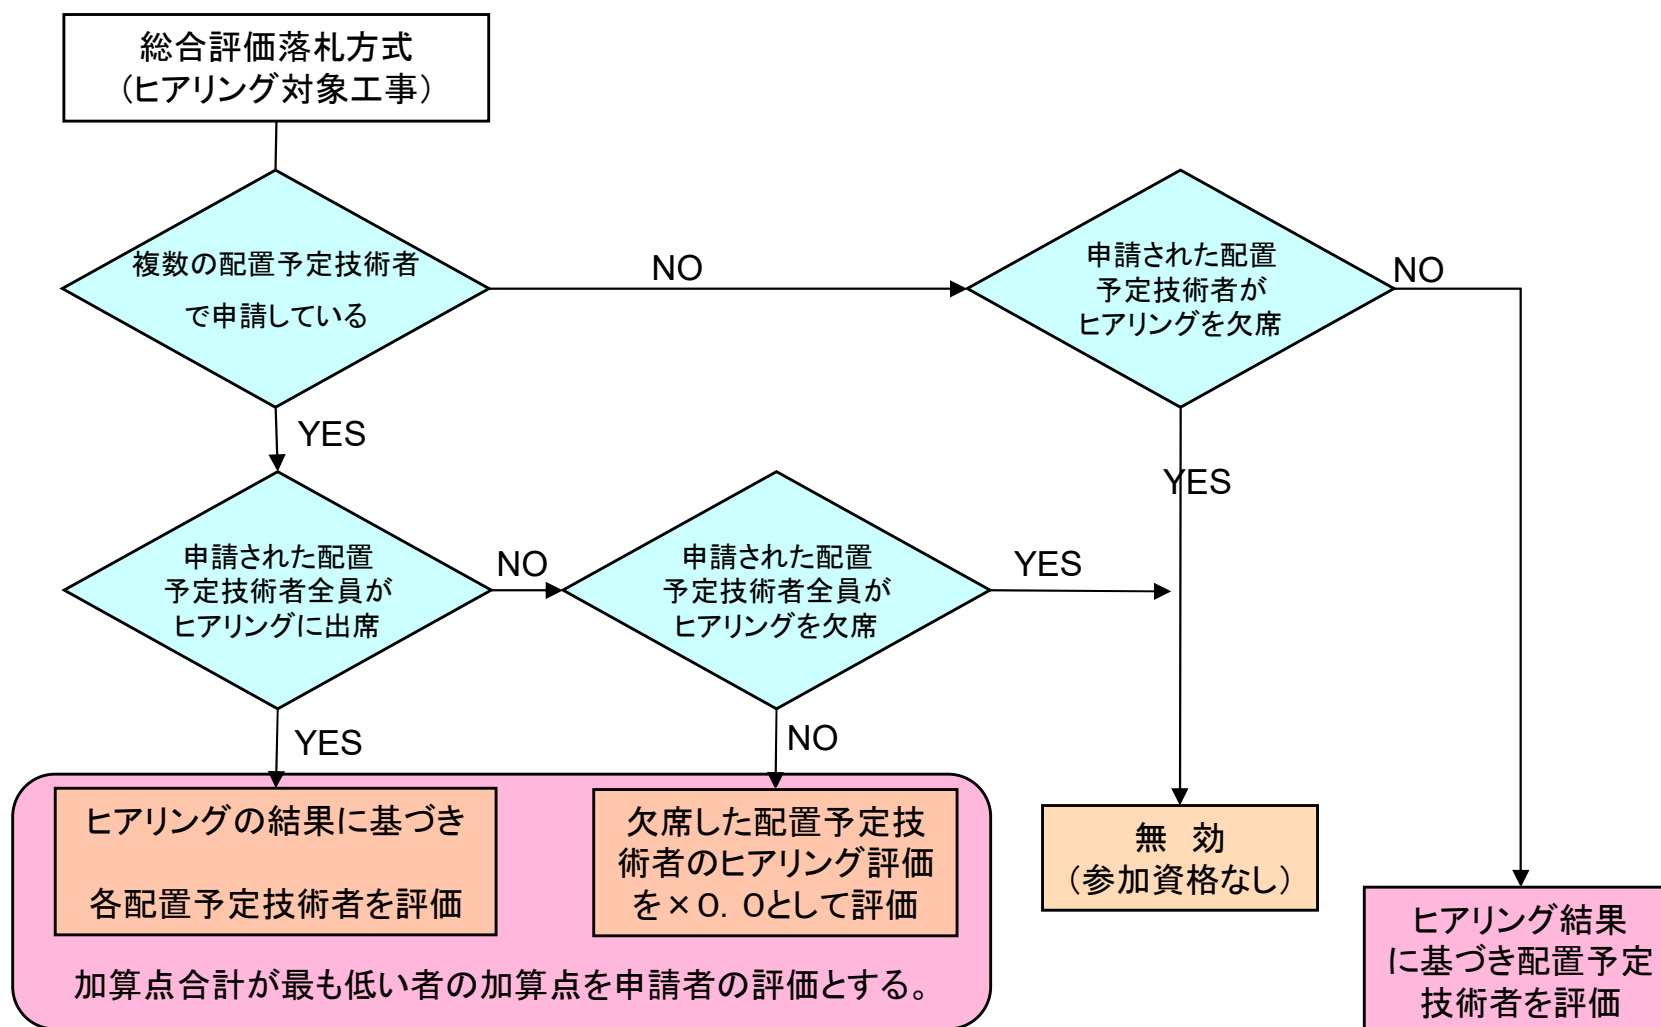 総合評価落札方式
（ヒアリング対象工事）
複数の配置予定技術者
で申請している
NO
申請された配置
予定技術者が
ヒアリングを欠席
NO
YES
YES
申請された配置
予定技術者全員が
ヒアリングに出席
NO
申請された配置
予定技術者全員が
ヒアリングを欠席
YES
YES
NO
ヒアリングの結果に基づき
各配置予定技術者を評価
欠席した配置予定技
術者のヒアリング評価
を×０．０として評価
無　効
（参加資格なし）
ヒアリング結果
に基づき配置予定
技術者を評価
加算点合計が最も低い者の加算点を申請者の評価とする。